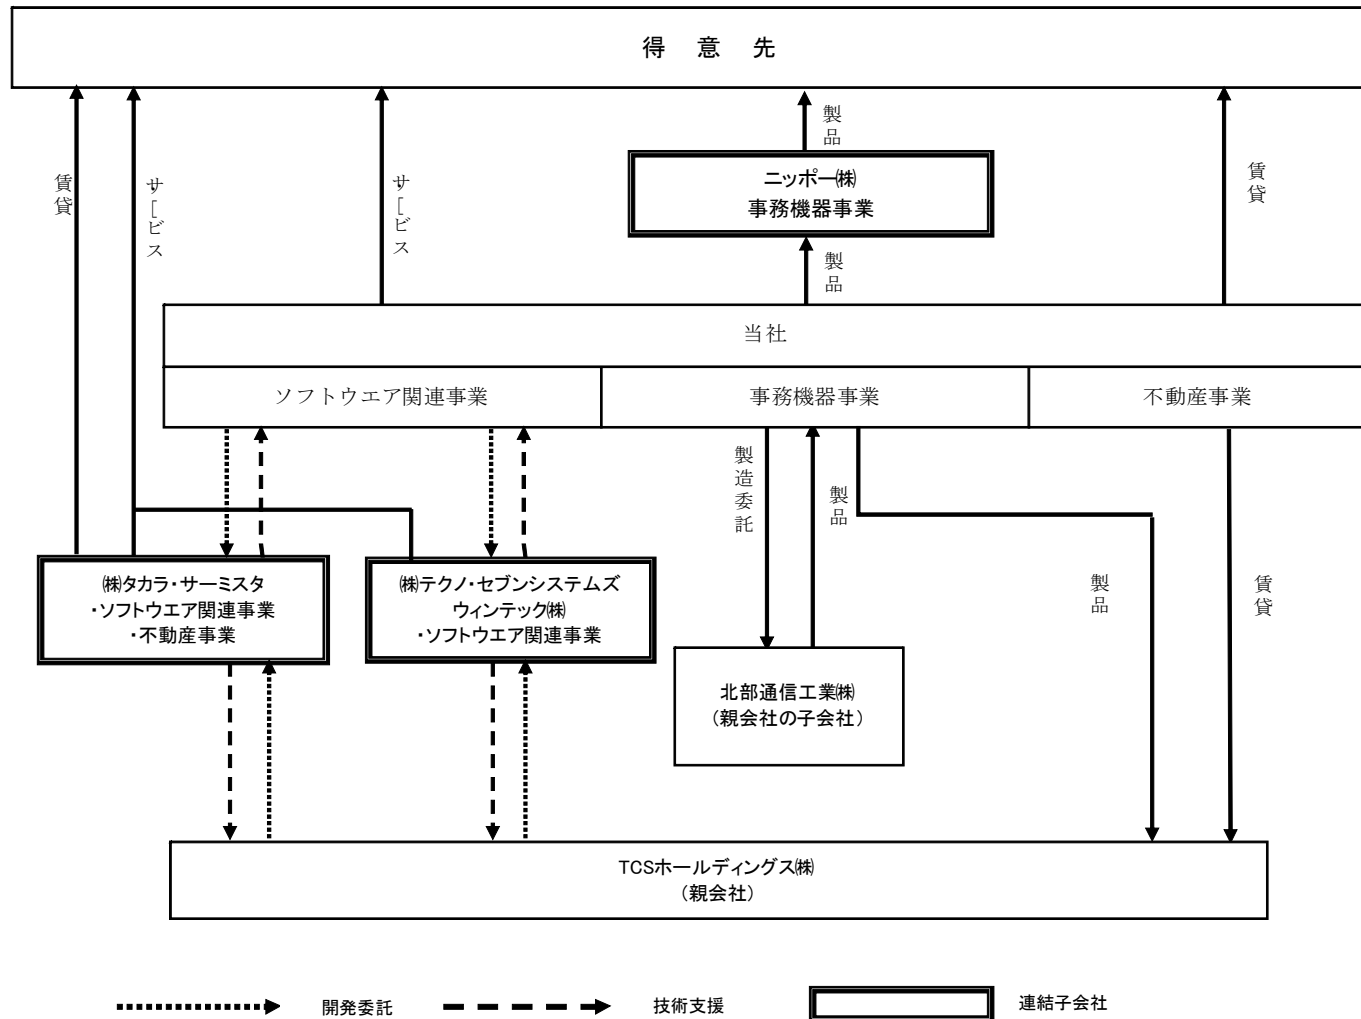 得 意 先
製品
賃貸
サービス
サービス
賃貸
ニッポー㈱
事務機器事業
製品
当社
ソフトウエア関連事業
事務機器事業
不動産事業
製造委託
製品
製品
賃貸
㈱タカラ・サーミスタ
・ソフトウエア関連事業
・不動産事業
㈱テクノ・セブンシステムズ
ウィンテック㈱
・ソフトウエア関連事業
北部通信工業㈱
（親会社の子会社）
TCSホールディングス㈱
（親会社）
開発委託
技術支援
連結子会社